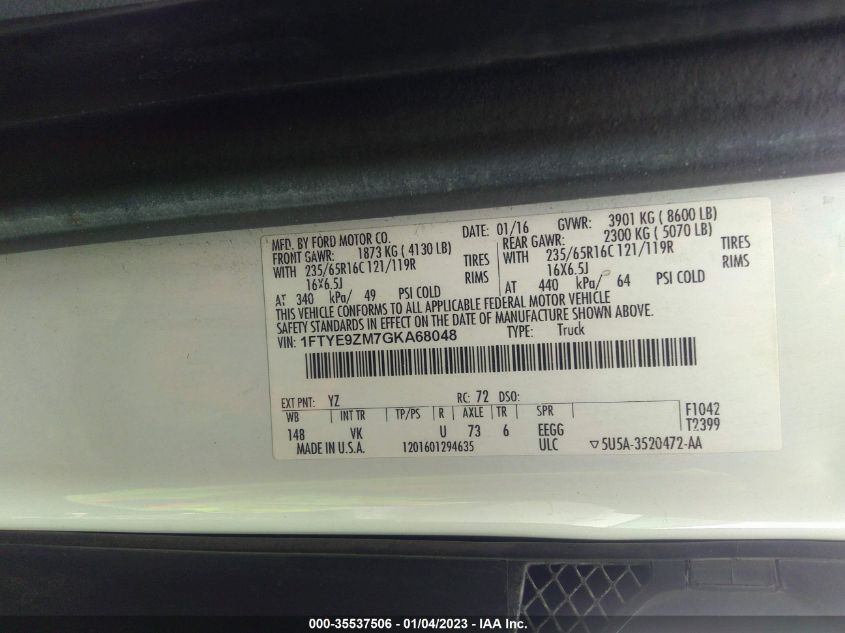 MFD. BY FORD MOTOR CO. DATE: 01/16 GVWR: 3901 KG ( 8600 LB)
FRONT GAWR: 1873 KG ( 4130 LB) REAR GAWR: 2300 KG ( 5070 LB)
WITH 235/65R16C 121/119R TIRES WITH 235/65R16C 121/119R TIRES
16X6.5J RIMS 16X6.5J RIMS
AT 340 kPa/ 49 PSI COLD AT 440 kPa/ 64 PSI COLD
THIS VEHICLE CONFORMS TO ALL APPLICABLE FEDERAL MOTOR VEHICLE
SAFETY STANDARDS IN EFFECT ON THE DATE OF MANUFACTURE SHOWN ABOVE.
VIN: 1FTYE9ZM7GKA68048 TYPE: Truck
EXT PNT: YZ RC: 72 DSO:
WB INT TR TP/PS R AXLE TR SPR F1042
148 VK U 73 6 EEGG T2399
MADE IN U.S.A. 1201601294635 ULC ▽5U5A-3520472-AA
000-35537506 - 01/04/2023 - IAA Inc.